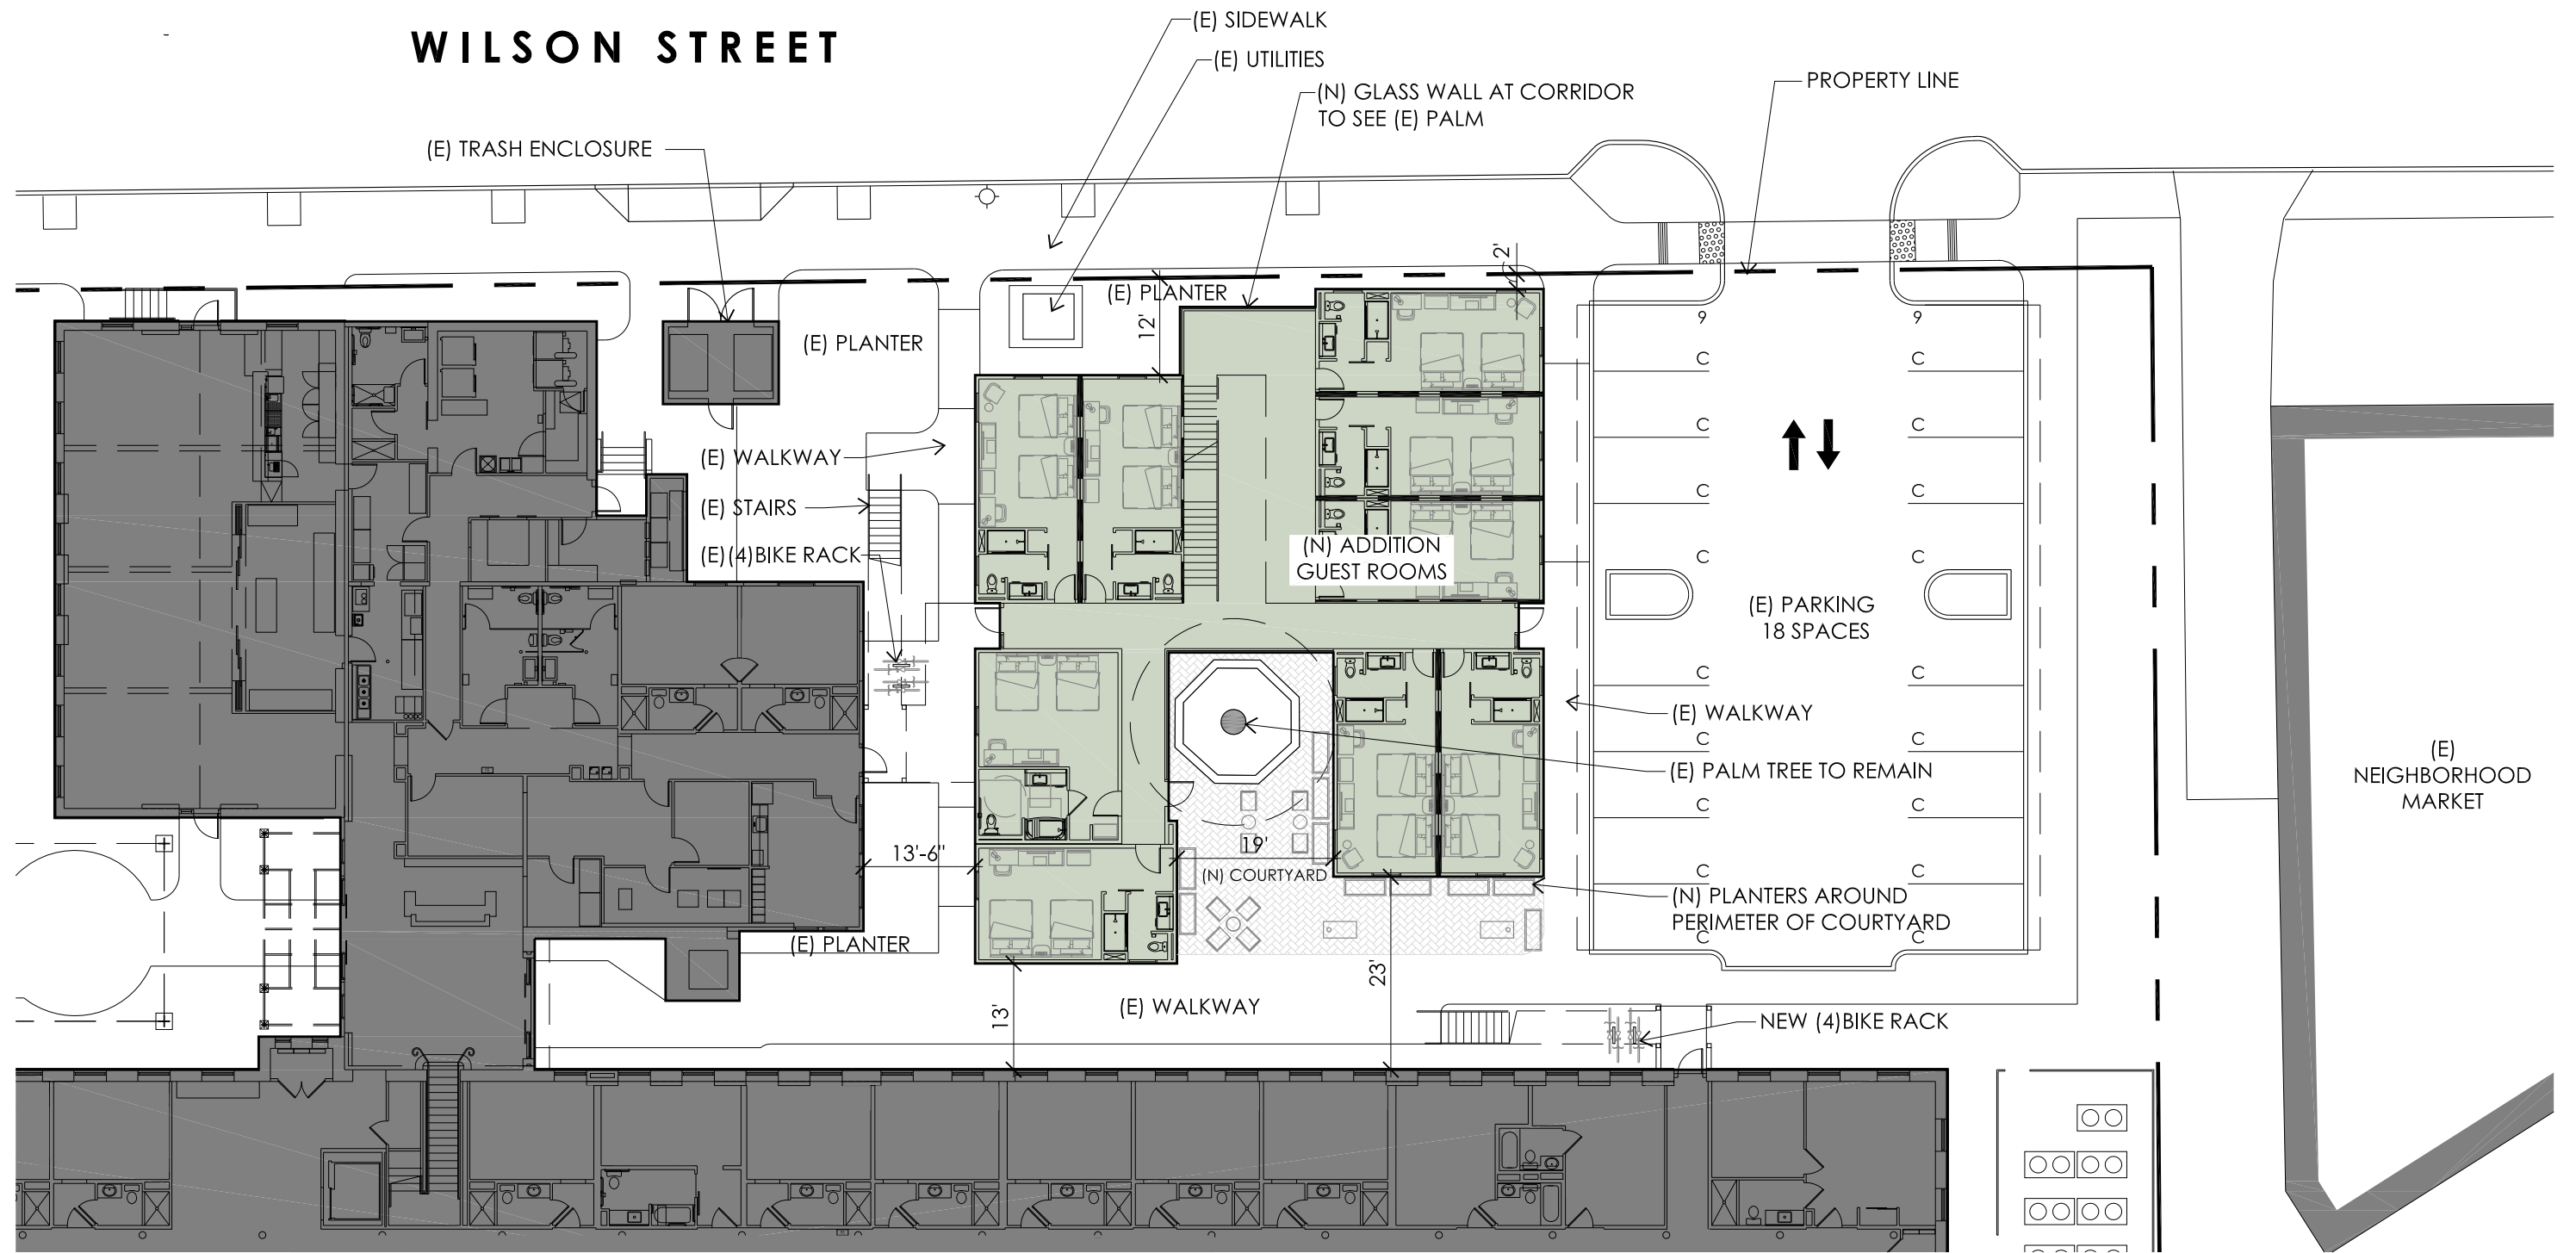 WILSON STREET
(E) SIDEWALK
(E) UTILITIES
(N) GLASS WALL AT CORRIDOR
TO SEE (E) PALM
PROPERTY LINE
(E) TRASH ENCLOSURE
2'
(E) PLANTER
12'
(E) PLANTER
9
9
C
C
C
C
(E) WALKWAY
C
C
(E) STAIRS
(E)(4)BIKE RACK
(N) ADDITION
GUEST ROOMS
C
C
(E) PARKING
18 SPACES
C
C
(E) WALKWAY
C
C
(E) PALM TREE TO REMAIN
(E)
NEIGHBORHOOD
MARKET
C
C
13'-6"
19'
(N) COURTYARD
C
C
(N) PLANTERS AROUND
PERIMETER OF COURTYARD
C
C
(E) PLANTER
23'
13'
(E) WALKWAY
NEW (4)BIKE RACK